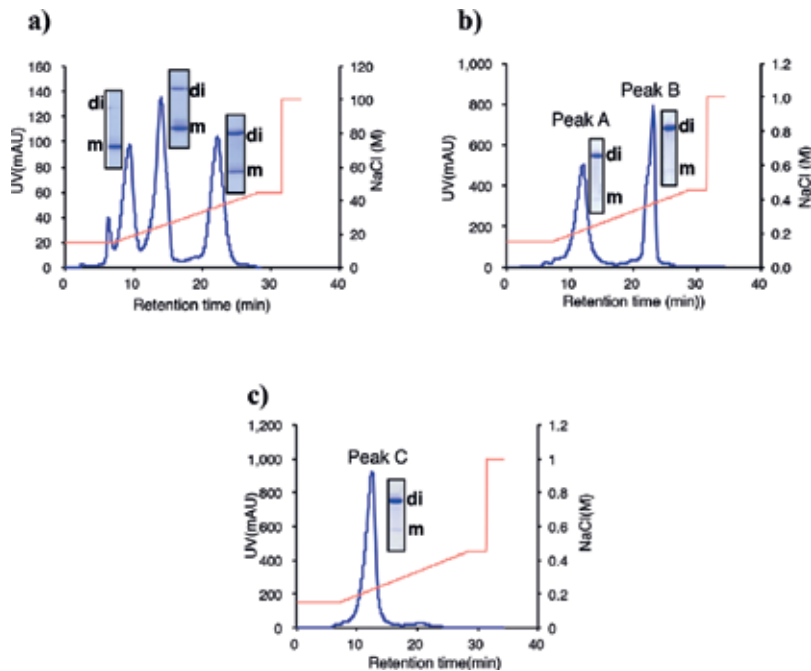 a)
160
140
120
100
80
60
40
20
0
UV(mAU)
0
10
20
30
40
Retention time (min)
120
100
80
60
40
20
0
NaCl (M)
di
m
di
m
di
m
b)
1,000
800
600
400
200
0
UV(mAU)
0
10
20
30
40
Retention time (min))
1.2
1.0
0.8
0.6
0.4
0.2
0.0
NaCl (M)
Peak A
di
m
Peak B
di
m
c)
1,200
1,000
800
600
400
200
0
UV(mAU)
0
10
20
30
40
Retention time(min)
1.2
1
0.8
0.6
0.4
0.2
0
NaCl(M)
Peak C
di
m